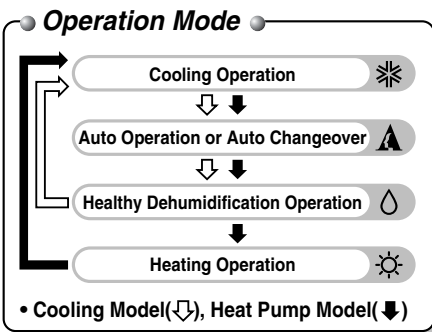 Operation Mode
Cooling Operation
Auto Operation or Auto Changeover
Healthy Dehumidification Operation
Heating Operation
• Cooling Model(⇩), Heat Pump Model(⬇)